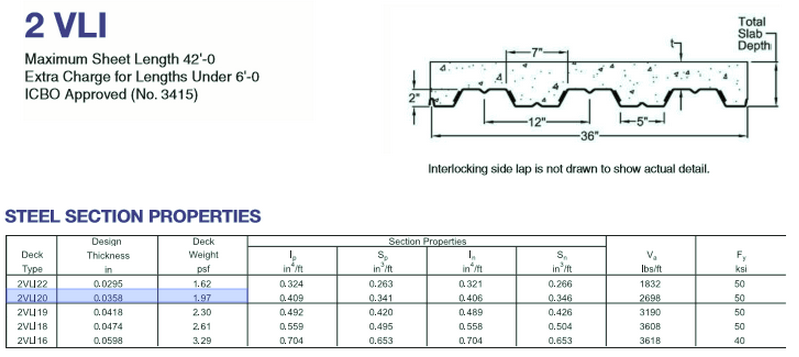 2 VLI
Maximum Sheet Length 42'-0
Extra Charge for Lengths Under 6'-0
ICBO Approved (No. 3415)
Total
Slab
Depth
t
7"
2"
12"
5"
36"
Interlocking side lap is not drawn to show actual detail.
STEEL SECTION PROPERTIES
Deck Type Design Thickness in Deck Weight psf Section Properties Ip in⁴/ft Sp in³/ft In in⁴/ft Sn in³/ft Va lbs/ft Fy ksi
2VLI22 0.0295 1.62 0.324 0.263 0.321 0.266 1832 50
2VLI20 0.0358 1.97 0.409 0.341 0.406 0.346 2698 50
2VLI19 0.0418 2.30 0.492 0.420 0.489 0.426 3190 50
2VLI18 0.0474 2.61 0.559 0.495 0.558 0.504 3608 50
2VLI16 0.0598 3.29 0.704 0.653 0.704 0.653 3618 40